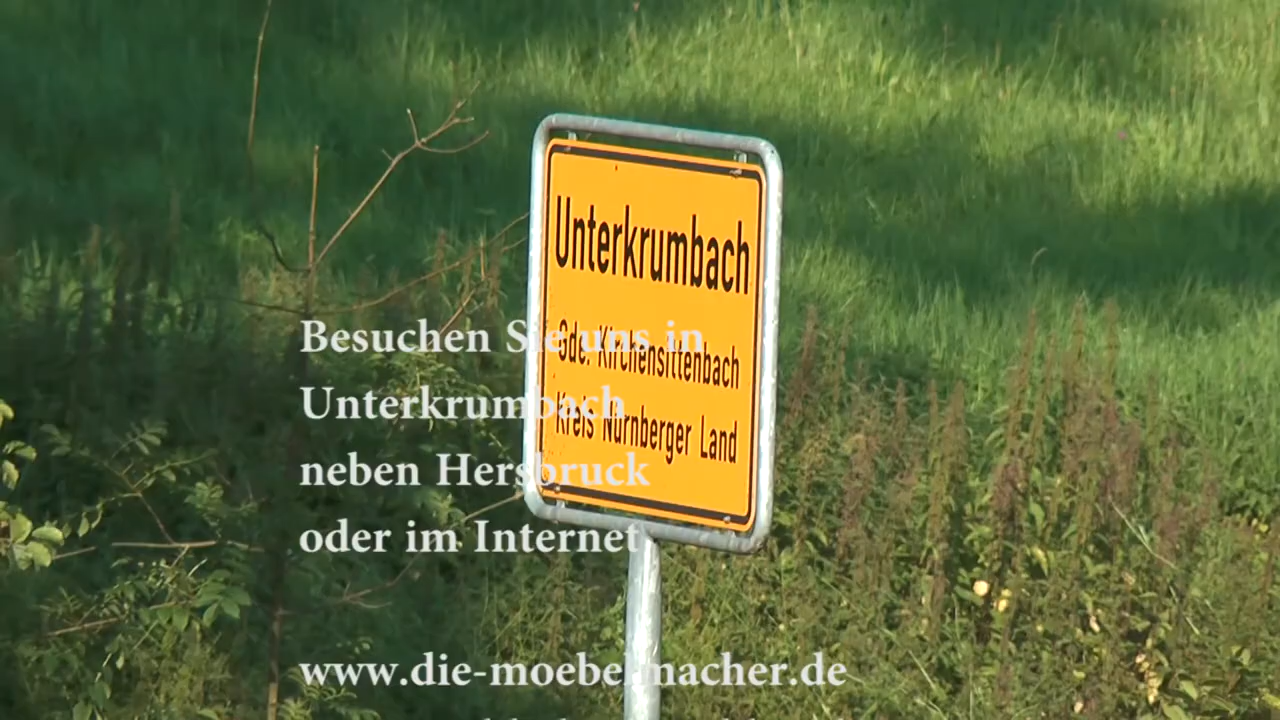 Unterkrumbach
Gde. Kirchensittenbach
Kreis Nürnberger Land
Besuchen Sie uns in
Unterkrumbach
neben Hersbruck
oder im Internet
www.die-moebelmacher.de